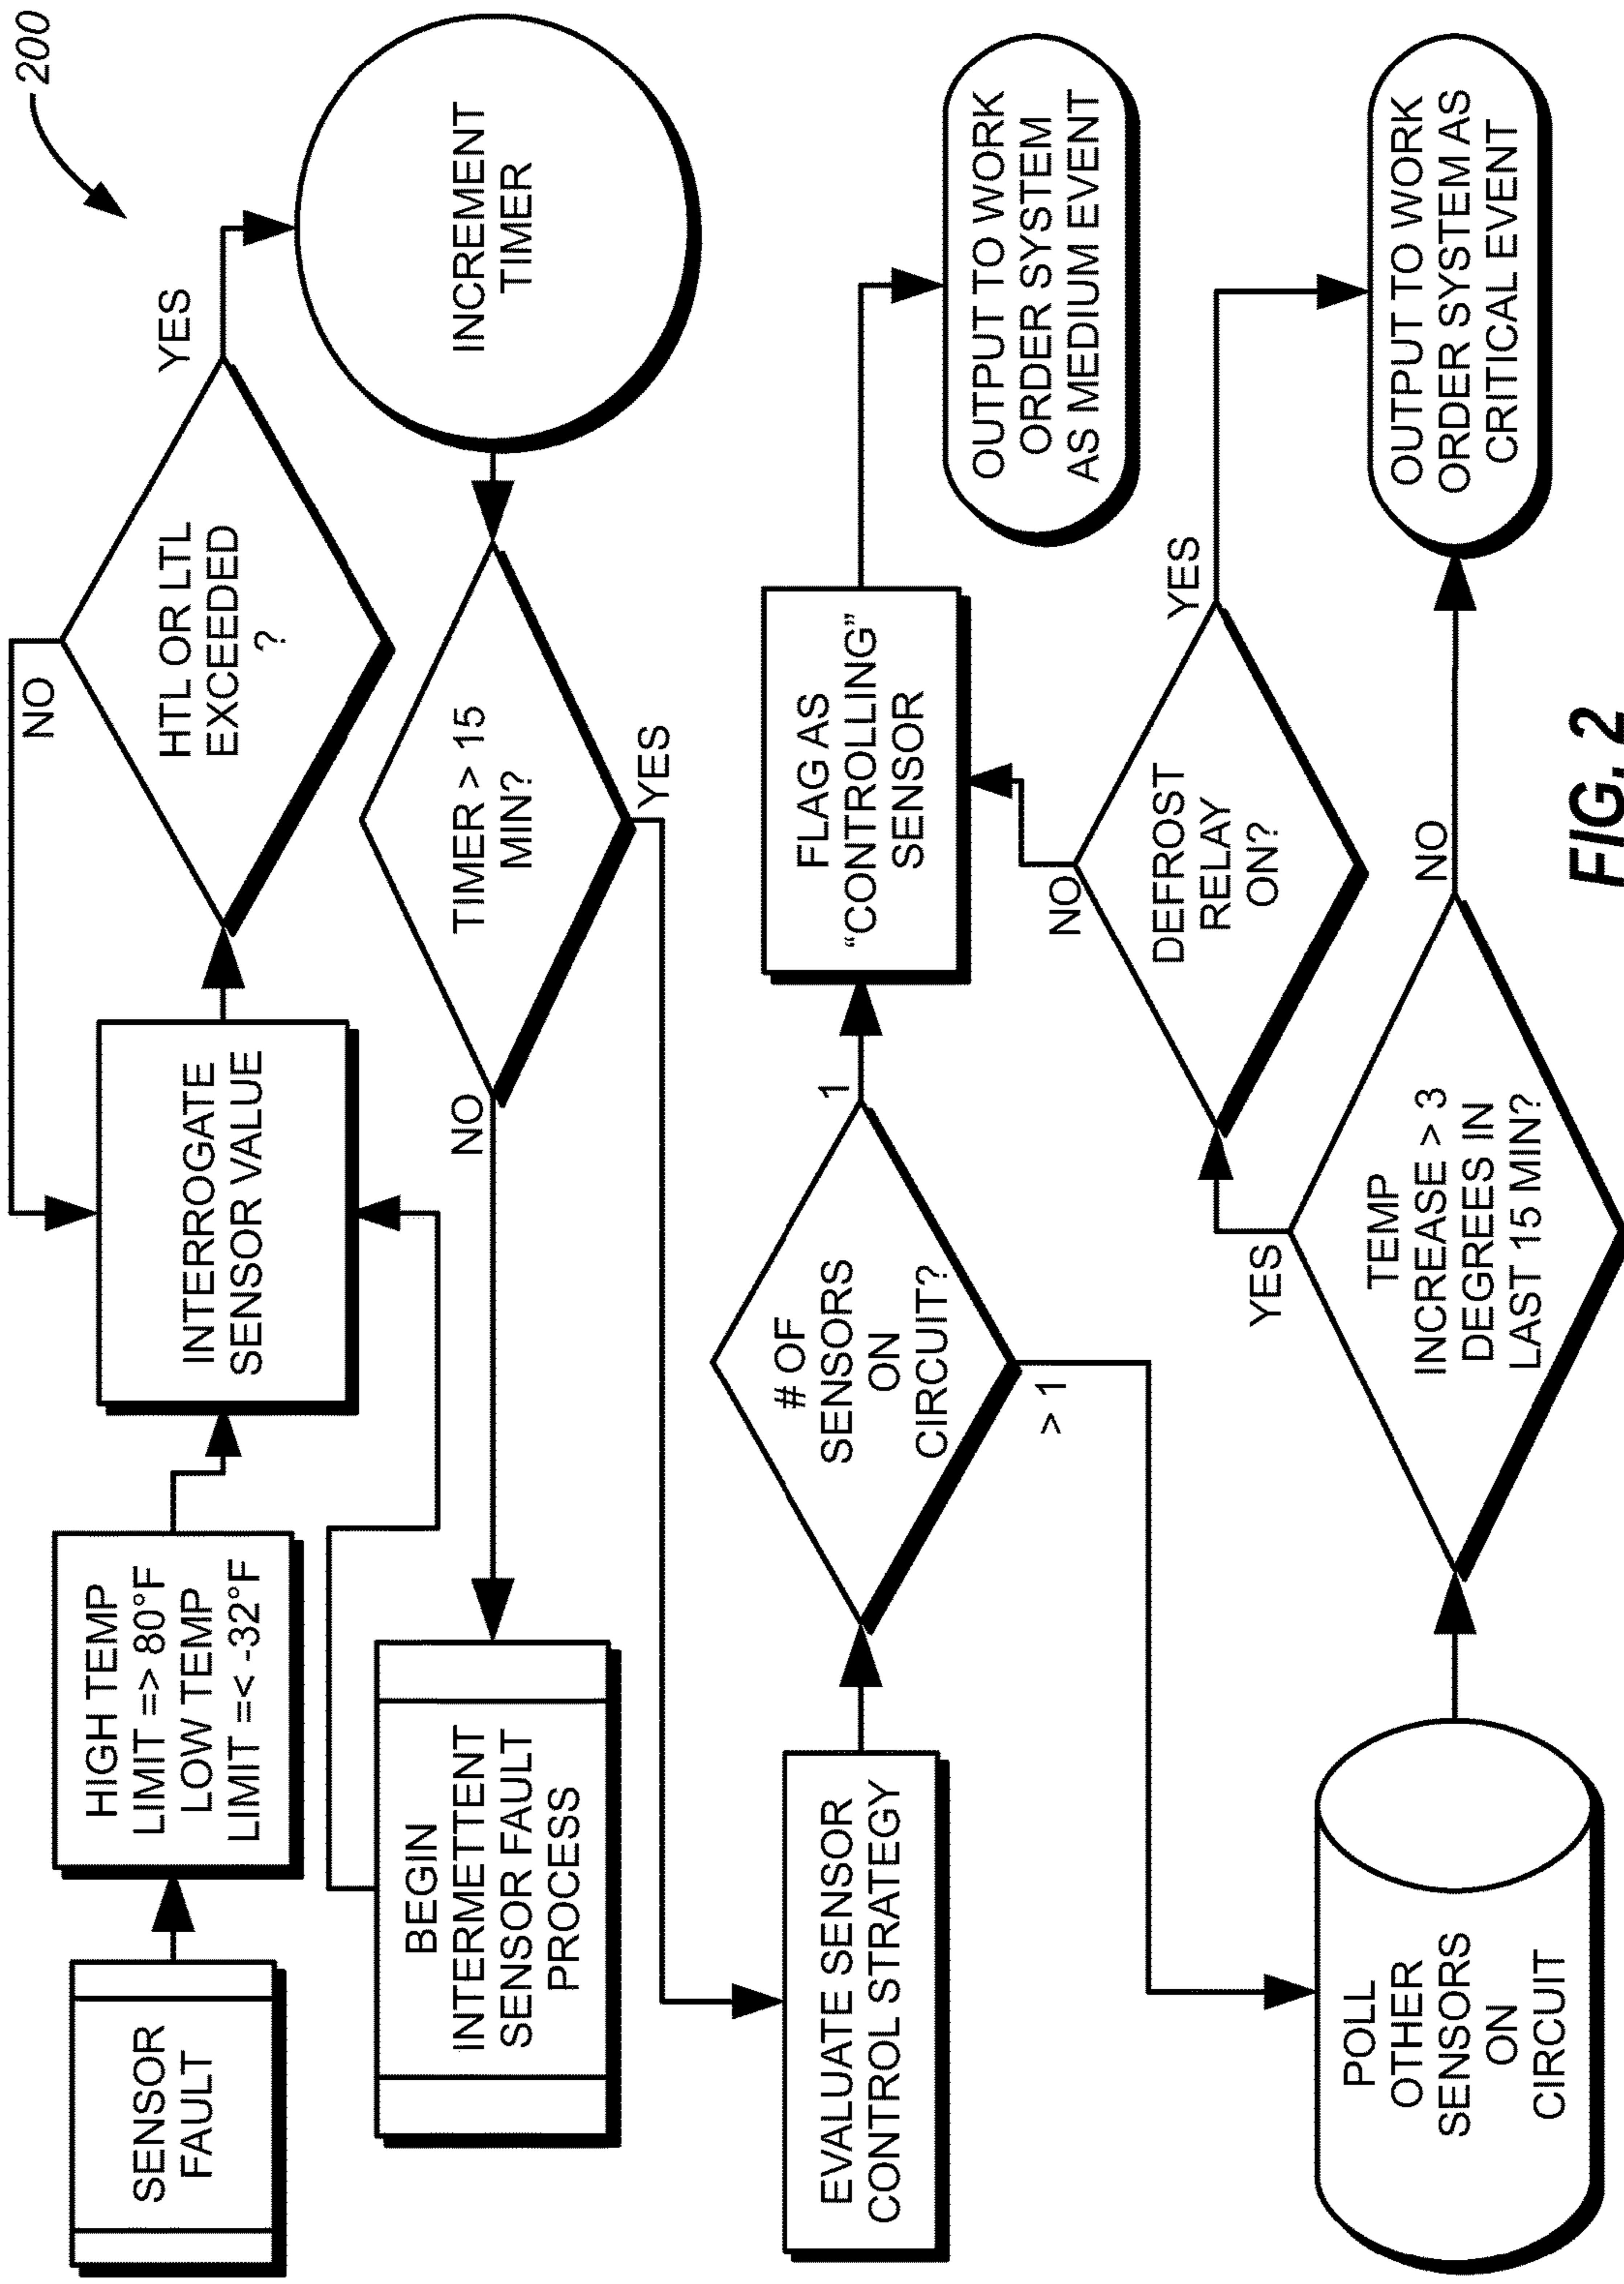 200
SENSOR
FAULT
HIGH TEMP
LIMIT => 80°F
LOW TEMP
LIMIT =< -32°F
INTERROGATE
SENSOR VALUE
NO
HTL OR LTL
EXCEEDED
?
YES
INCREMENT
TIMER
BEGIN
INTERMETTENT
SENSOR FAULT
PROCESS
NO
TIMER > 15
MIN?
YES
EVALUATE SENSOR
CONTROL STRATEGY
# OF
SENSORS
ON
CIRCUIT?
1
> 1
FLAG AS
“CONTROLLING”
SENSOR
OUTPUT TO WORK
ORDER SYSTEM
AS MEDIUM EVENT
NO
DEFROST
RELAY
ON?
YES
POLL
OTHER
SENSORS
ON
CIRCUIT
YES
TEMP
INCREASE > 3
DEGREES IN
LAST 15 MIN?
NO
OUTPUT TO WORK
ORDER SYSTEM AS
CRITICAL EVENT
FIG. 2